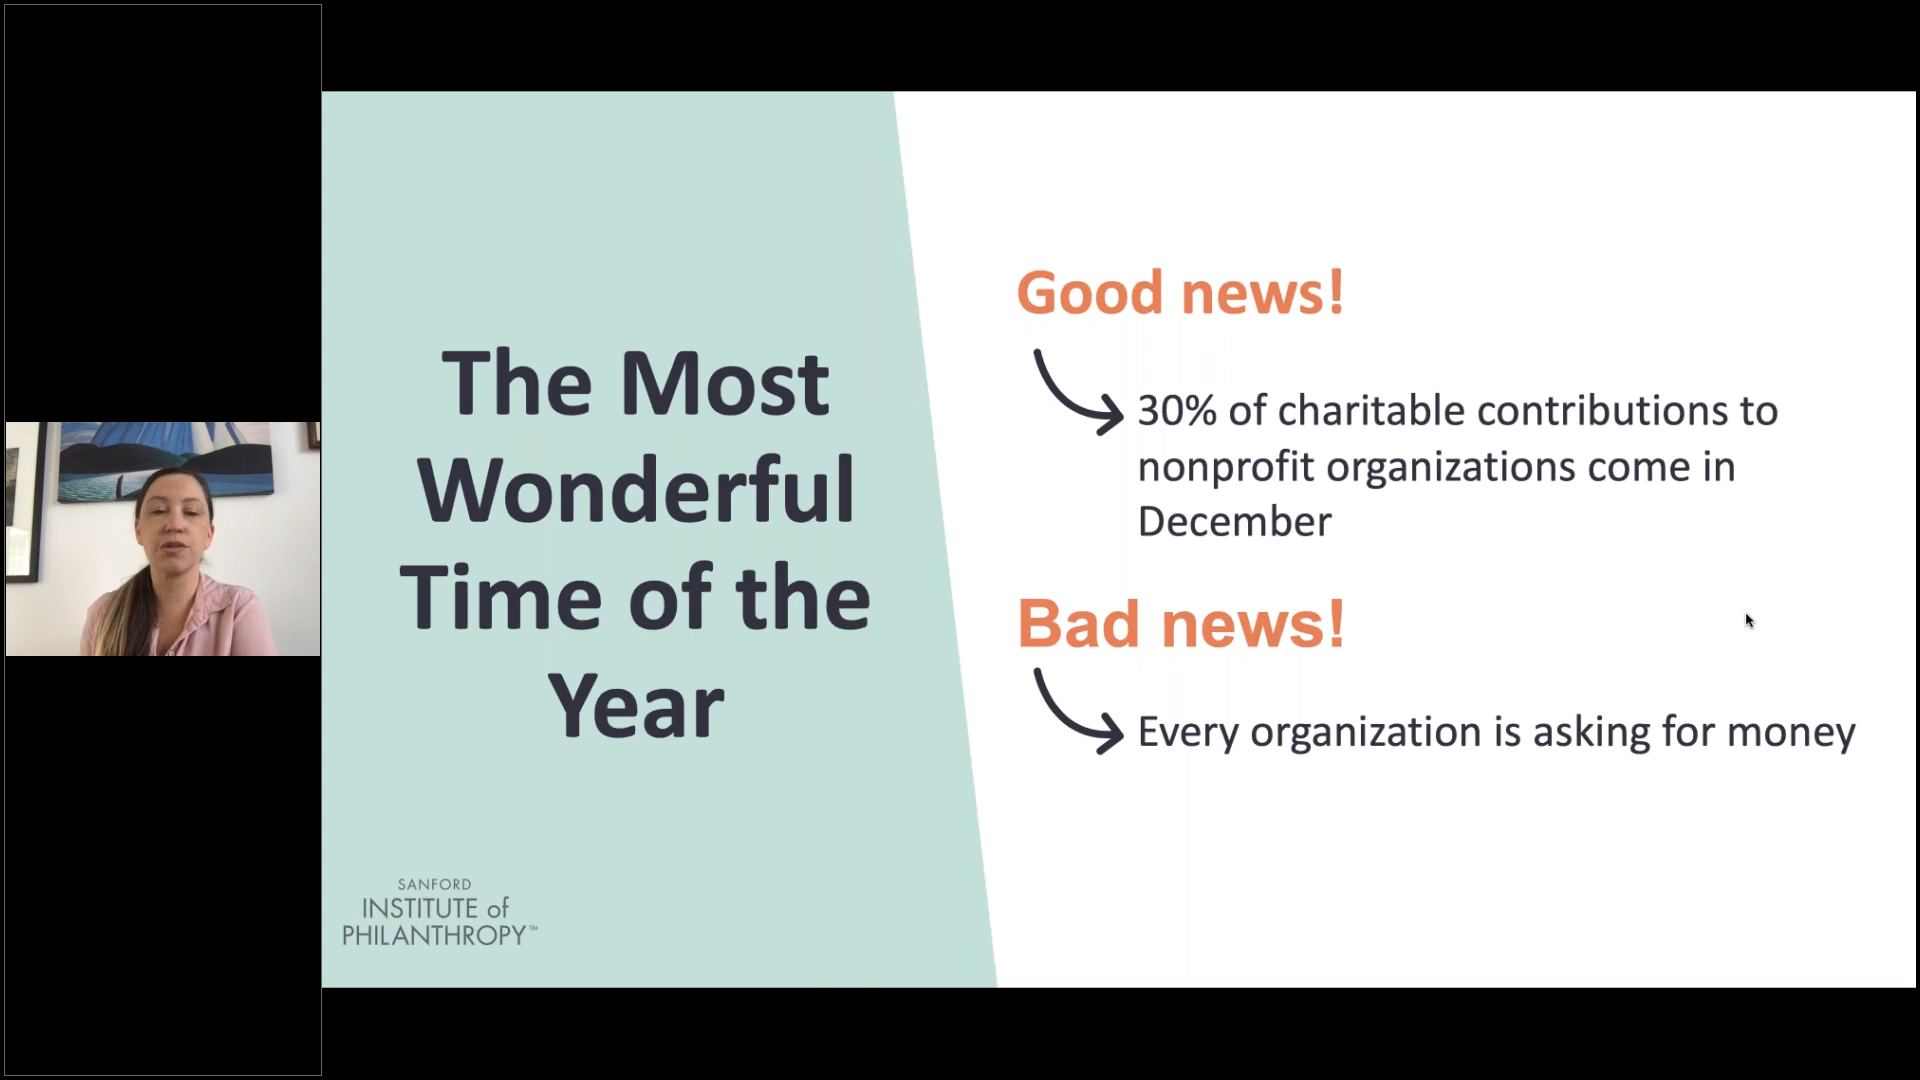 The Most
Wonderful
Time of the
Year
SANFORD
INSTITUTE of
PHILANTHROPY™
Good news!
30% of charitable contributions to
nonprofit organizations come in
December
Bad news!
Every organization is asking for money